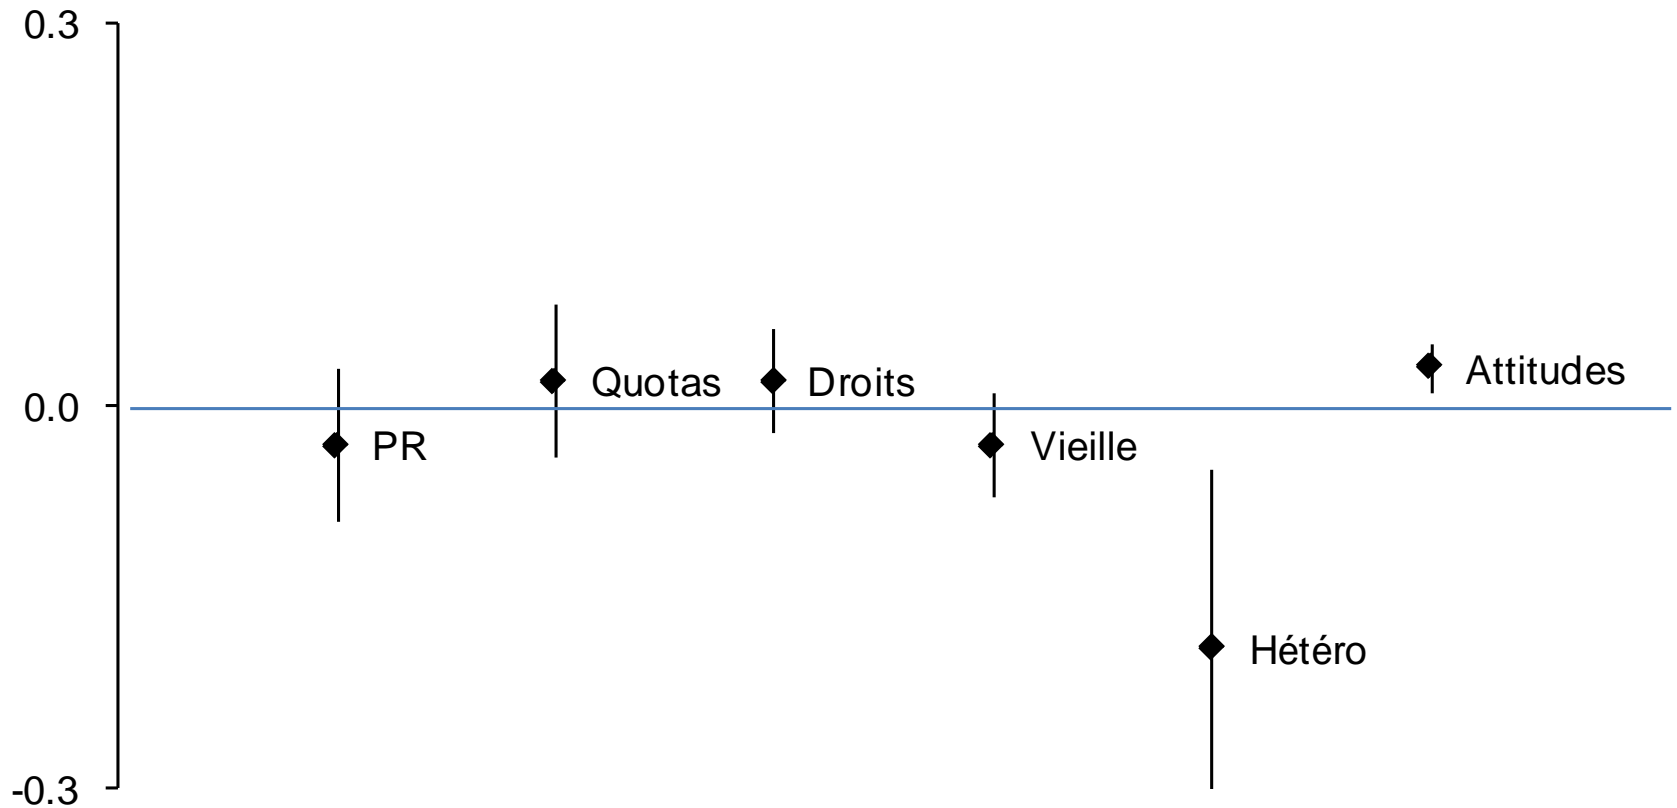 0.3
Quotas
Droits
Attitudes
0.0
PR
Vieille
Hétéro
-0.3